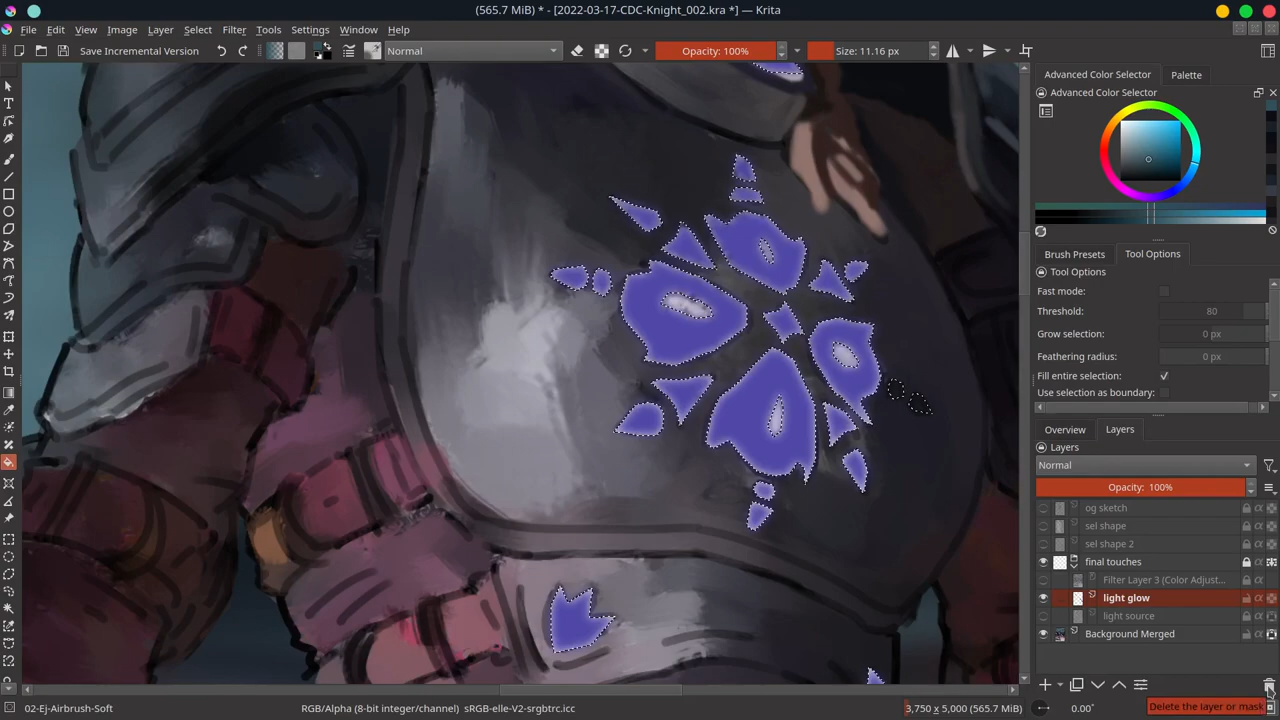 (565.7 MiB) * - [2022-03-17-CDC-Knight_002.kra *] — Krita
File Edit View Image Layer Select Filter Tools Settings Window Help
Save Incremental Version Normal Opacity: 100% Size: 11.16 px
Advanced Color Selector Palette
Advanced Color Selector
Brush Presets Tool Options
Tool Options
Fast mode:
Threshold: 80
Grow selection: 0 px
Feathering radius: 0 px
Fill entire selection:
Use selection as boundary:
Overview Layers
Layers
Normal
Opacity: 100%
og sketch
sel shape
sel shape 2
final touches
Filter Layer 3 (Color Adjust...
light glow
light source
Background Merged
Delete the layer or mask
02-Ej-Airbrush-Soft RGB/Alpha (8-bit integer/channel) sRGB-elle-V2-srgbtrc.icc 3,750 x 5,000 (565.7 MiB) 0.00°